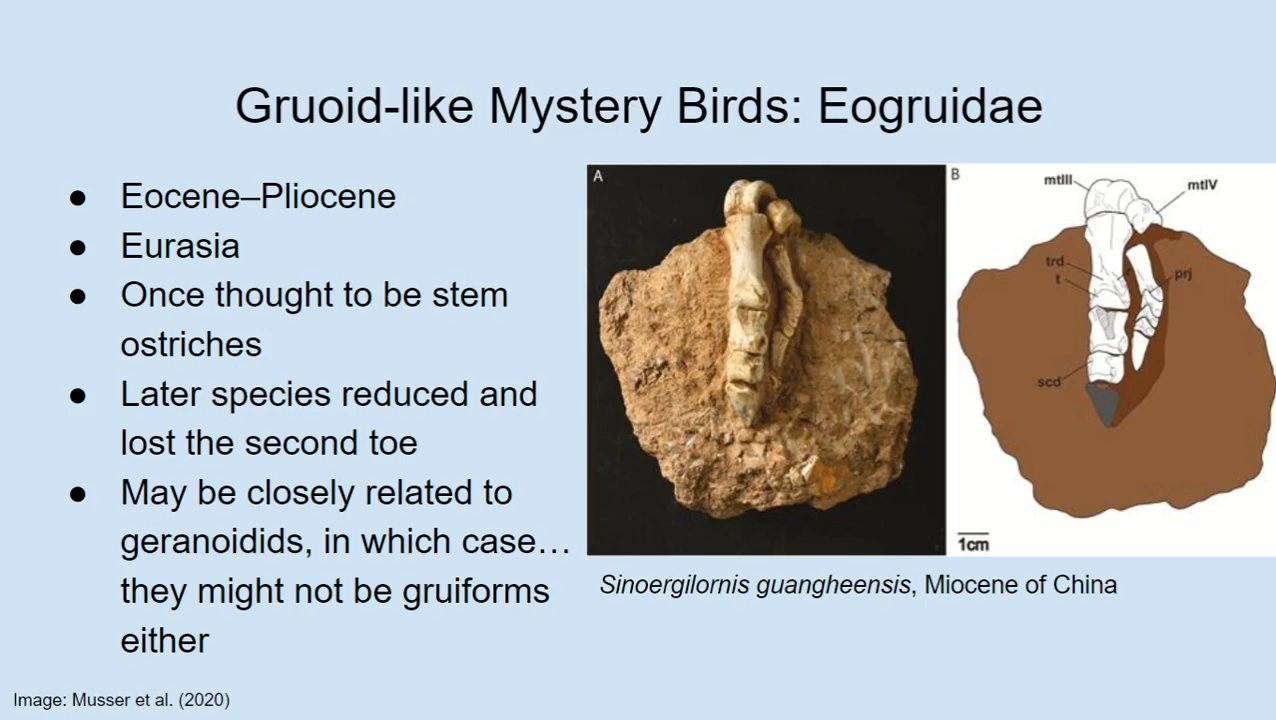 Gruoid-like Mystery Birds: Eogruidae
● Eocene–Pliocene
● Eurasia
● Once thought to be stem
ostriches
● Later species reduced and
lost the second toe
● May be closely related to
geranoidids, in which case…
they might not be gruiforms
either
A
B
mtIII
mtIV
trd
t
prj
scd
1cm
Sinoergilornis guangheensis, Miocene of China
Image: Musser et al. (2020)